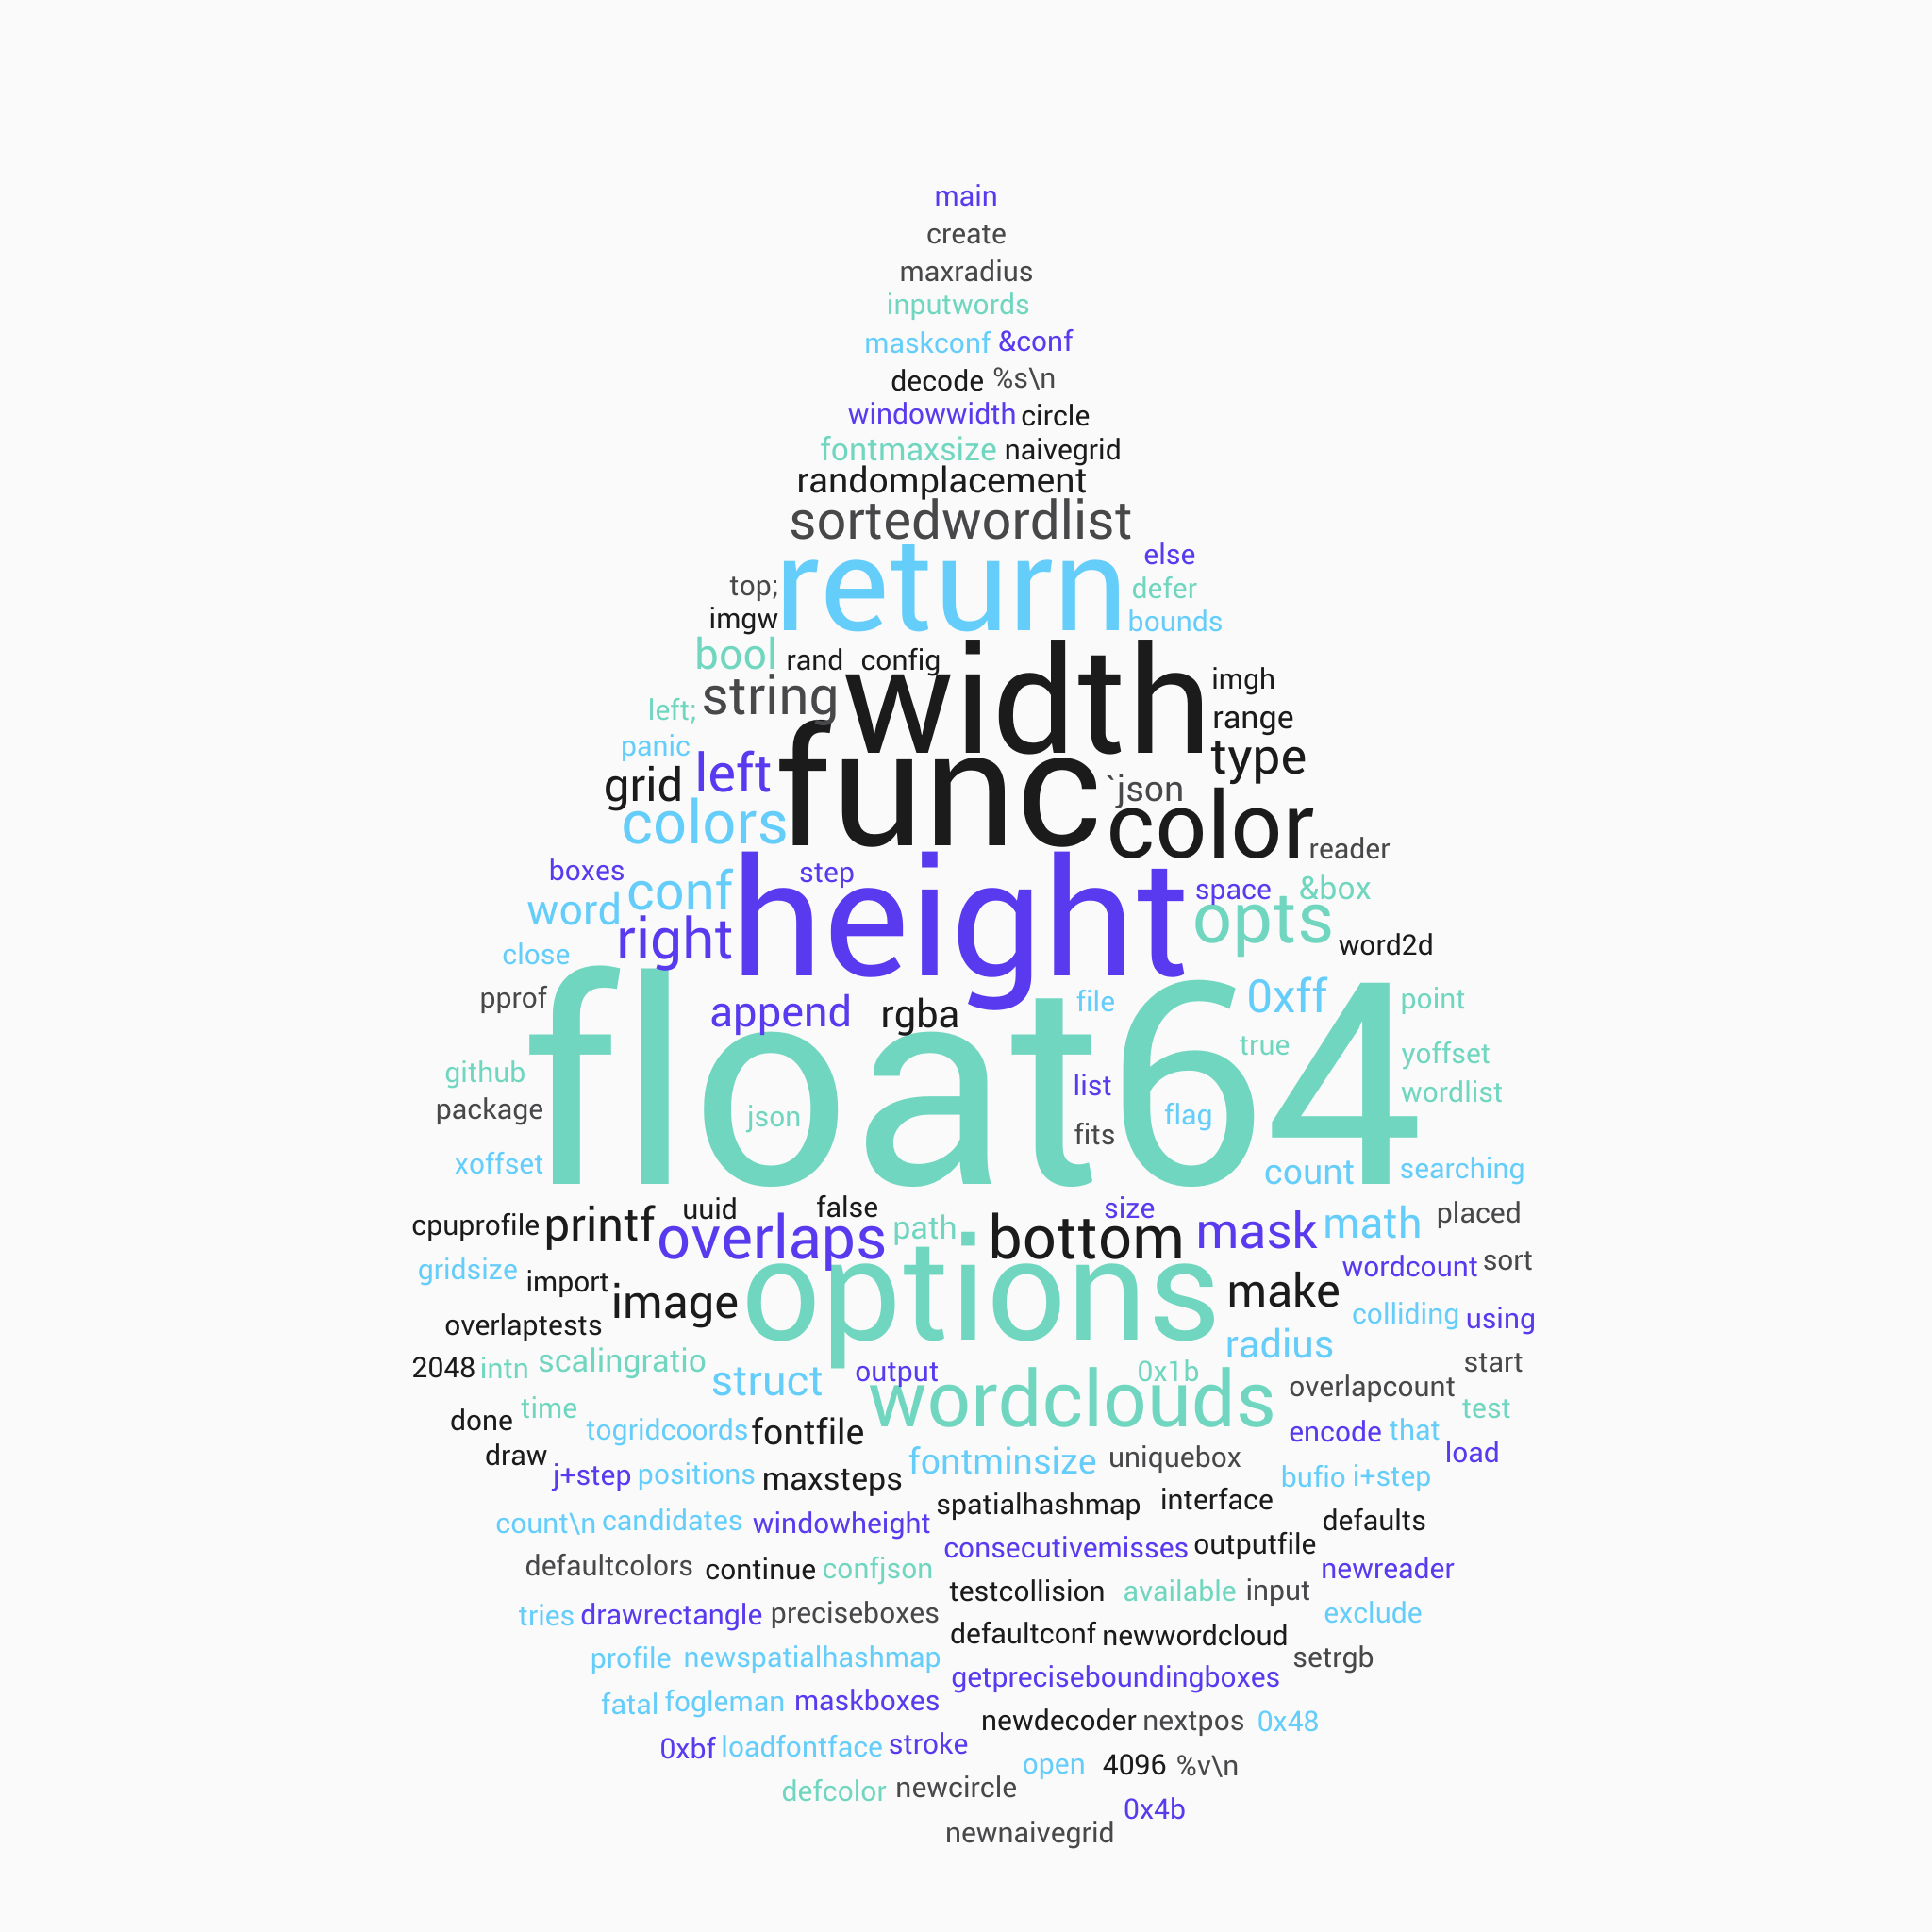 main
create
maxradius
inputwords
maskconf &conf
decode %s\n
windowwidth circle
fontmaxsize naivegrid
randomplacement
sortedwordlist
else
top; return defer
imgw bounds
bool rand config width imgh
left; string range
panic left func type
grid `json
colors color reader
boxes step height space &box
word conf opts
right word2d
close
pprof append rgba file 0xff point
float64 true yoffset
github list wordlist
package json fits flag
xoffset count searching
cpuprofile printf uuid false size placed
overlaps path bottom mask math
gridsize import wordcount sort
image options make colliding using
overlaptests radius
2048 intn scalingratio struct output 0x1b start
wordclouds overlapcount
done time test
draw togridcoords fontfile encode that
load
j+step positions maxsteps fontminsize uniquebox bufio i+step
spatialhashmap interface
count\n candidates windowheight defaults
consecutivemisses outputfile
defaultcolors continue confjson newreader
testcollision available input
tries drawrectangle preciseboxes exclude
defaultconf newwordcloud
profile newspatialhashmap setrgb
getpreciseboundingboxes
fatal fogleman maskboxes
newdecoder nextpos 0x48
0xbf loadfontface stroke
open 4096 %v\n
defcolor newcircle
0x4b
newnaivegrid